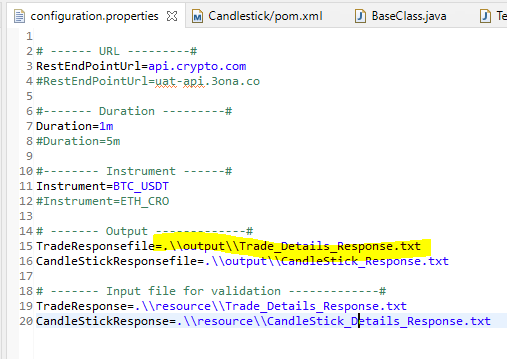 configuration.properties
Candlestick/pom.xml
BaseClass.java
Te
1
2 # ------ URL ---------#
3 RestEndPointUrl=api.crypto.com
4 #RestEndPointUrl=uat-api.3ona.co
5
6 #------- Duration ---------#
7 Duration=1m
8 #Duration=5m
9
10 #-------- Instrument ------#
11 Instrument=BTC_USDT
12 #Instrument=ETH_CRO
13
14 # ------- Output -------------#
15 TradeResponsefile=.\\output\\Trade_Details_Response.txt
16 CandleStickResponsefile=.\\output\\CandleStick_Response.txt
17
18 # ------- Input file for validation -------------#
19 TradeResponse=.\\resource\\Trade_Details_Response.txt
20 CandleStickResponse=.\\resource\\CandleStick_Details_Response.txt